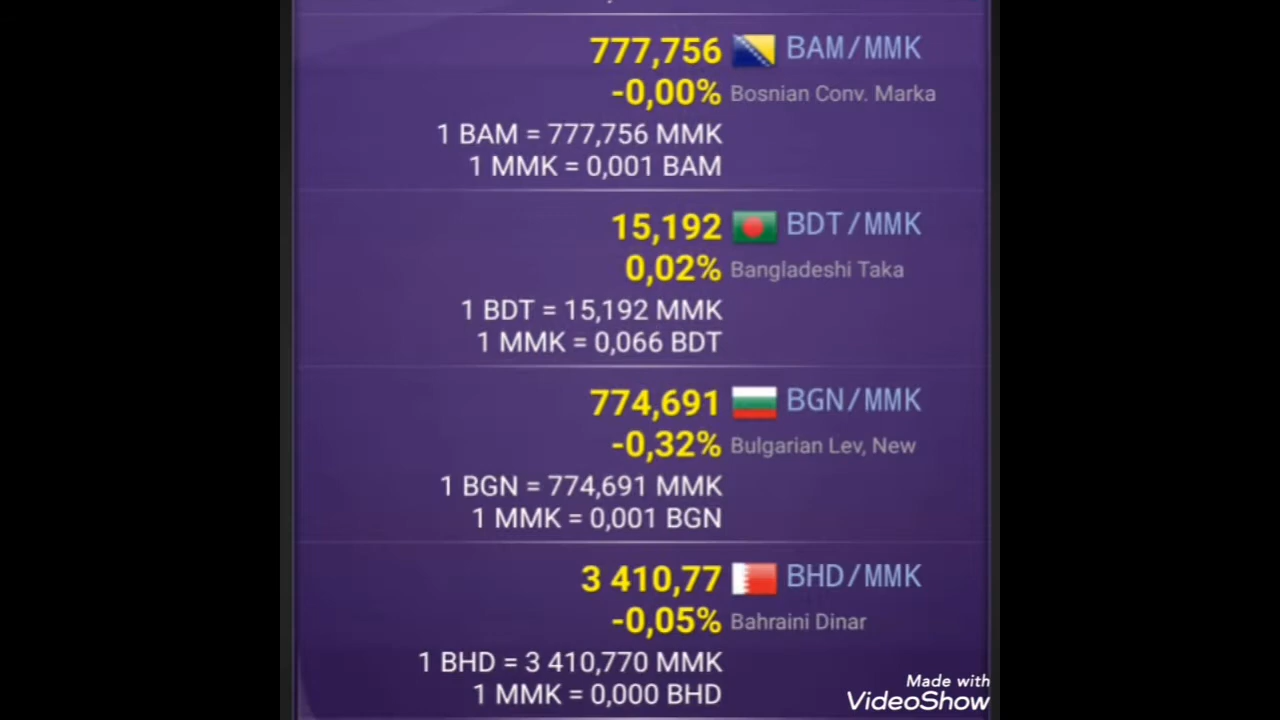 777,756 BAM/MMK
-0,00% Bosnian Conv. Marka
1 BAM = 777,756 MMK
1 MMK = 0,001 BAM
15,192 BDT/MMK
0,02% Bangladeshi Taka
1 BDT = 15,192 MMK
1 MMK = 0,066 BDT
774,691 BGN/MMK
-0,32% Bulgarian Lev, New
1 BGN = 774,691 MMK
1 MMK = 0,001 BGN
3 410,77 BHD/MMK
-0,05% Bahraini Dinar
1 BHD = 3 410,770 MMK
1 MMK = 0,000 BHD
Made with
VideoShow